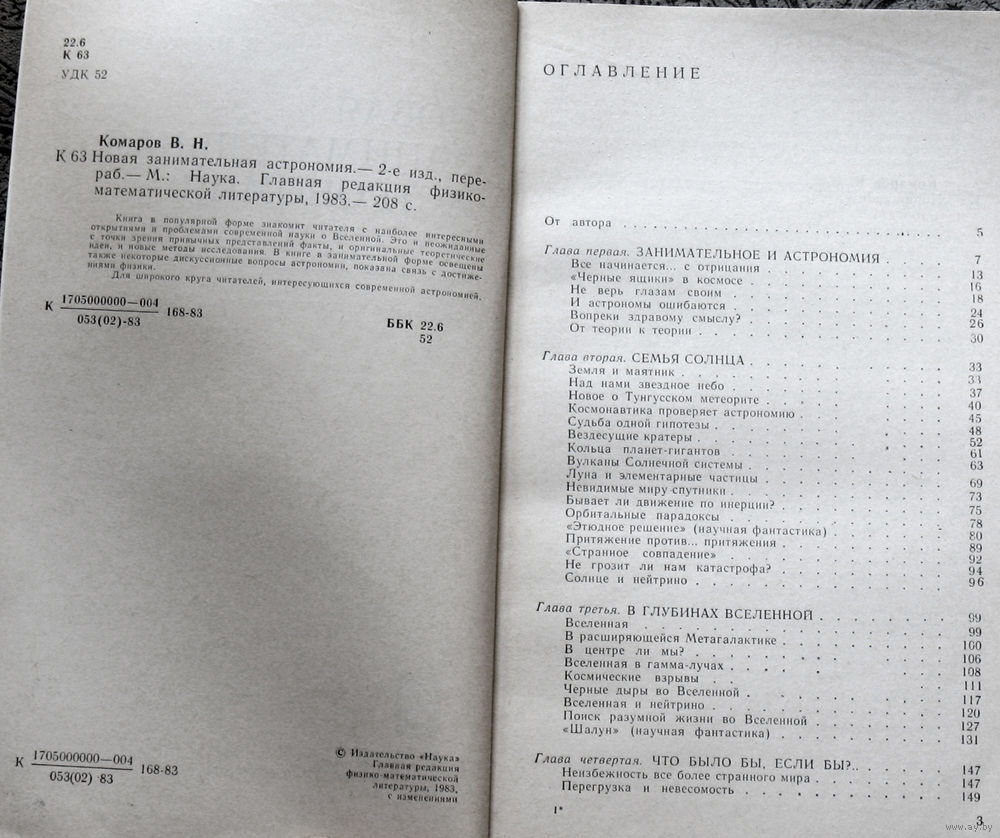 22.6
К 63
УДК 52
Комаров В. Н.
К 63 Новая занимательная астрономия.— 2-е изд., пере-
раб.— М.: Наука. Главная редакция физико-
математической литературы, 1983.— 208 с.
Книга в популярной форме знакомит читателя с наиболее интересными
открытиями и проблемами современной науки о Вселенной. Это и неожиданные
с точки зрения привычных представлений факты, и оригинальные теоретические
идеи, и новые методы исследования. В книге в занимательной форме освещены
также некоторые дискуссионные вопросы астрономии, показана связь с достиже-
ниями физики.
Для широкого круга читателей, интересующихся современной астрономией.
К 1705000000—004 168-83
053(02)-83
ББК 22.6
52
К 1705000000—004 168-83
053(02) -83
© Издательство «Наука»
Главная редакция
физико-математической
литературы, 1983,
с изменениями
ОГЛАВЛЕНИЕ
От автора . . . 5
Глава первая. ЗАНИМАТЕЛЬНОЕ И АСТРОНОМИЯ . . . 7
Все начинается... с отрицания . . . 13
«Черные ящики» в космосе . . . 16
Не верь глазам своим . . . 18
И астрономы ошибаются . . . 24
Вопреки здравому смыслу? . . . 26
От теории к теории . . . 30
Глава вторая. СЕМЬЯ СОЛНЦА . . . 33
Земля и маятник . . . 33
Над нами звездное небо . . . 37
Новое о Тунгусском метеорите . . . 40
Космонавтика проверяет астрономию . . . 45
Судьба одной гипотезы . . . 48
Вездесущие кратеры . . . 52
Кольца планет-гигантов . . . 61
Вулканы Солнечной системы . . . 63
Луна и элементарные частицы . . . 69
Невидимые миру спутники . . . 73
Бывает ли движение по инерции? . . . 75
Орбитальные парадоксы . . . 78
«Этюдное решение» (научная фантастика) . . . 80
Притяжение против... притяжения . . . 89
«Странное совпадение» . . . 92
Не грозит ли нам катастрофа? . . . 94
Солнце и нейтрино . . . 96
Глава третья. В ГЛУБИНАХ ВСЕЛЕННОЙ . . . 99
Вселенная . . . 99
В расширяющейся Метагалактике . . . 100
В центре ли мы? . . . 106
Вселенная в гамма-лучах . . . 108
Космические взрывы . . . 111
Черные дыры во Вселенной . . . 117
Вселенная и нейтрино . . . 120
Поиск разумной жизни во Вселенной . . . 127
«Шалун» (научная фантастика) . . . 131
Глава четвертая. ЧТО БЫЛО БЫ, ЕСЛИ БЫ?.. . . . 147
Неизбежность все более странного мира . . . 147
Перегрузка и невесомость . . . 149
1*
3
www.ay.by